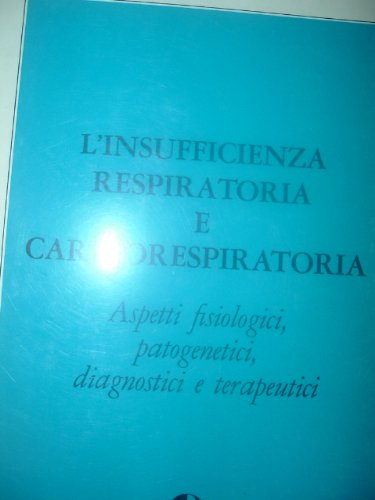 L'INSUFFICIENZA
RESPIRATORIA
E
CARDIORESPIRATORIA
Aspetti fisiologici,
patogenetici,
diagnostici e terapeutici